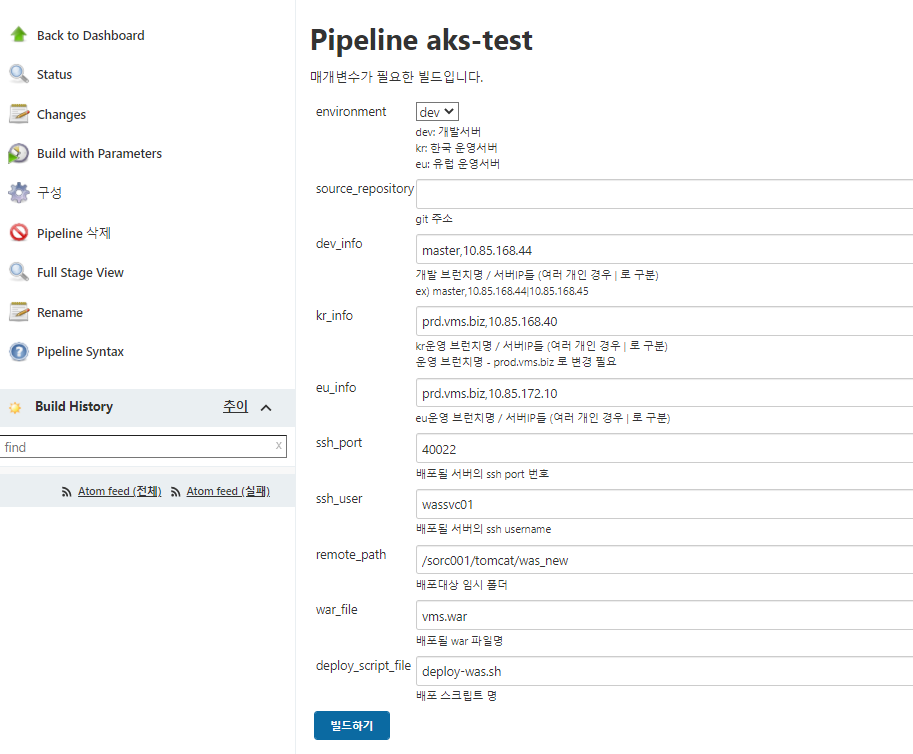 Back to Dashboard
Status
Changes
Build with Parameters
구성
Pipeline 삭제
Full Stage View
Rename
Pipeline Syntax
Build History 추이
find x
Atom feed (전체) Atom feed (실패)
Pipeline aks-test
매개변수가 필요한 빌드입니다.
environment dev
dev: 개발서버
kr: 한국 운영서버
eu: 유럽 운영서버
source_repository
git 주소
dev_info master,10.85.168.44
개발 브런치명 / 서버IP들 (여러 개인 경우 | 로 구분)
ex) master,10.85.168.44|10.85.168.45
kr_info prd.vms.biz,10.85.168.40
kr운영 브런치명 / 서버IP들 (여러 개인 경우 | 로 구분)
운영 브런치명 - prod.vms.biz 로 변경 필요
eu_info prd.vms.biz,10.85.172.10
eu운영 브런치명 / 서버IP들 (여러 개인 경우 | 로 구분)
ssh_port 40022
배포될 서버의 ssh port 번호
ssh_user wassvc01
배포될 서버의 ssh username
remote_path /sorc001/tomcat/was_new
배포대상 임시 폴더
war_file vms.war
배포될 war 파일명
deploy_script_file deploy-was.sh
배포 스크립트 명
빌드하기